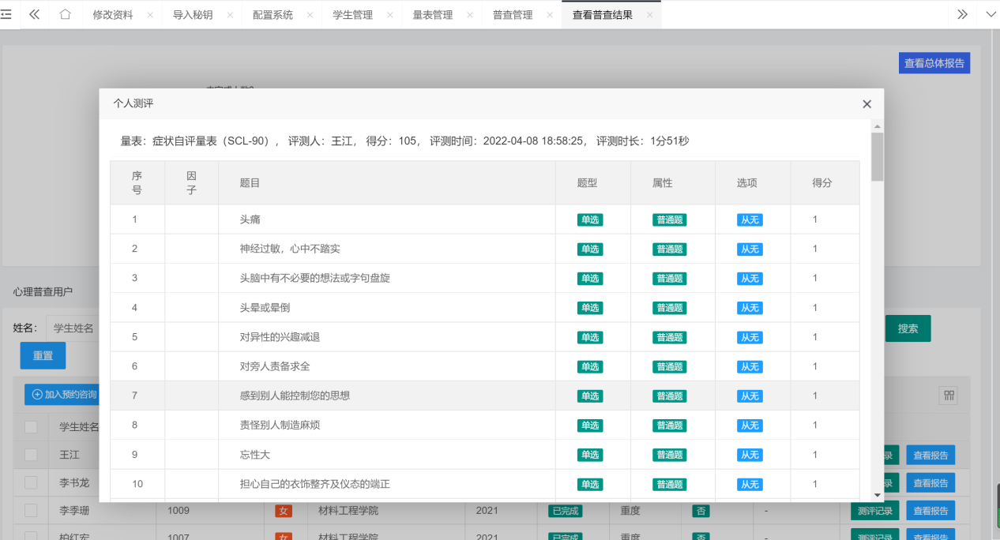 修改资料 导入秘钥 配置系统 学生管理 量表管理 普查管理 查看普查结果
查看总体报告
个人测评
量表：症状自评量表（SCL-90）， 评测人：王江， 得分：105， 评测时间：2022-04-08 18:58:25， 评测时长：1分51秒
序号 因子 题目 题型 属性 选项 得分
1 头痛 单选 普通题 从无 1
2 神经过敏，心中不踏实 单选 普通题 从无 1
3 头脑中有不必要的想法或字句盘旋 单选 普通题 从无 1
4 头晕或晕倒 单选 普通题 从无 1
5 对异性的兴趣减退 单选 普通题 从无 1
6 对旁人责备求全 单选 普通题 从无 1
7 感到别人能控制您的思想 单选 普通题 从无 1
8 责怪别人制造麻烦 单选 普通题 从无 1
9 忘性大 单选 普通题 从无 1
10 担心自己的衣饰整齐及仪态的端正 单选 普通题 从无 1
心理普查用户
姓名： 学生姓名 搜索
重置
加入预约咨询
学生姓名
王江 录 查看报告
李书龙 录 查看报告
李季珊 1009 女 材料工程学院 2021 已完成 重度 否 - 测评记录 查看报告
柏红宏 1007 女 材料工程学院 2021 已完成 重度 否 - 测评记录 查看报告